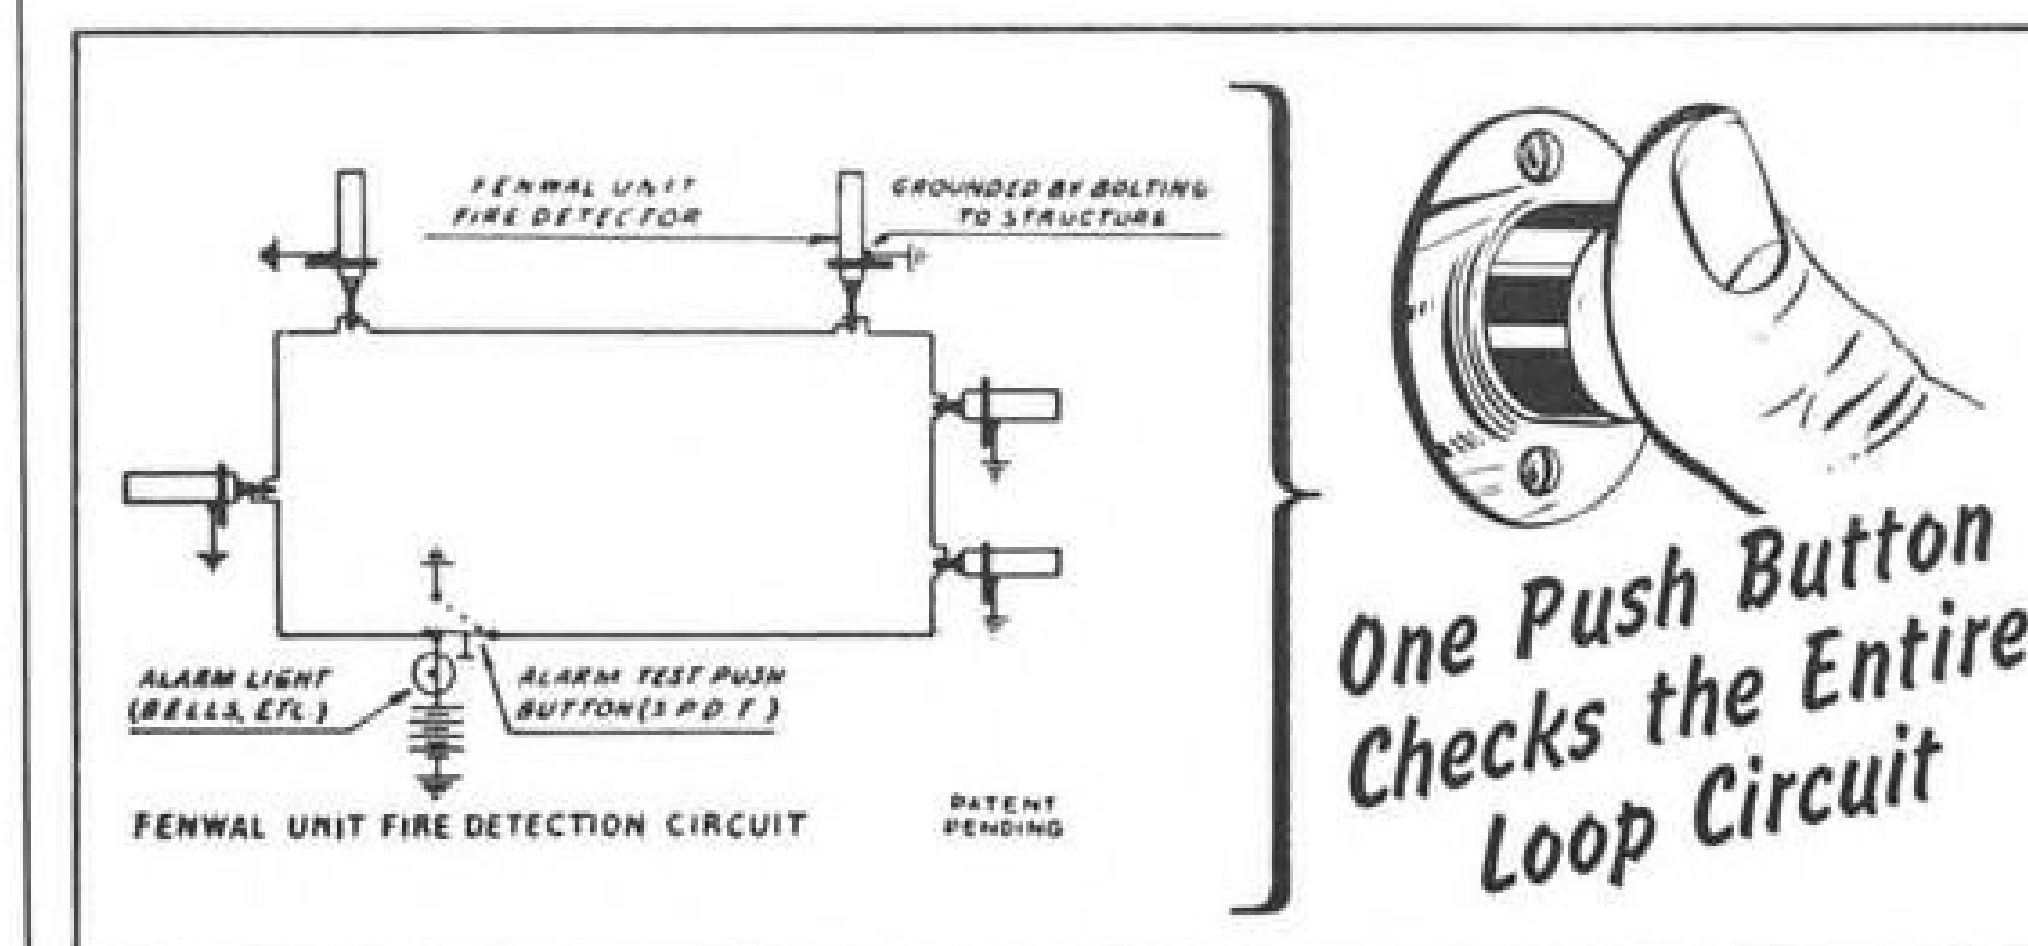 FENWAL UNIT
FIRE DETECTOR
GROUNDED BY BOLTING
TO STRUCTURE
ALARM LIGHT
(BELLS, ETC.)
ALARM TEST PUSH
BUTTON (S P D T)
FENWAL UNIT FIRE DETECTION CIRCUIT
PATENT
PENDING
One Push Button
Checks the Entire
Loop Circuit